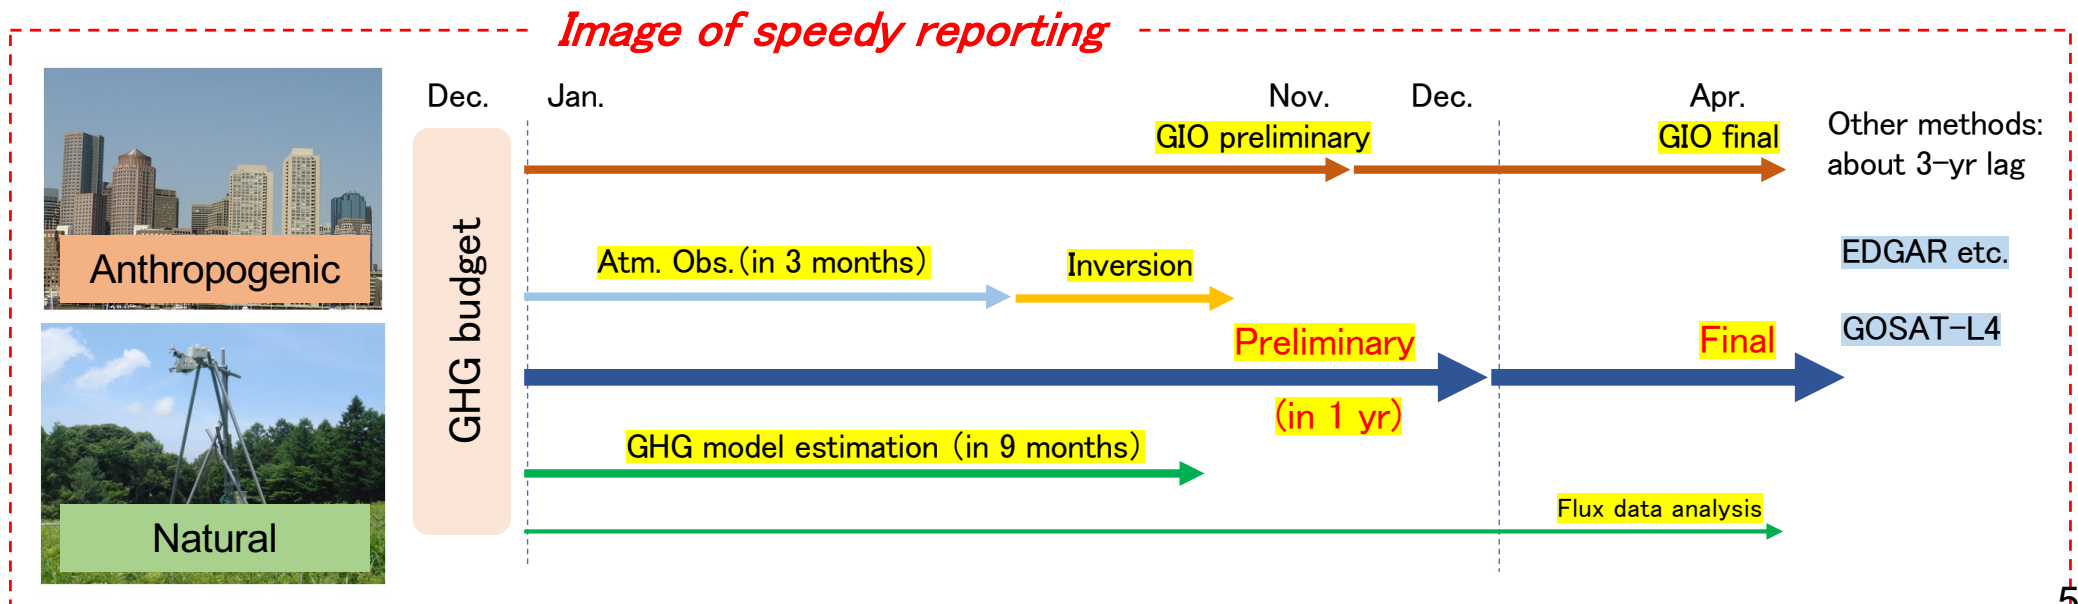 Image of speedy reporting
Dec.
Jan.
Nov.
Dec.
Apr.
GIO preliminary
GIO final
Other methods:
about 3-yr lag
Anthropogenic
GHG budget
Atm. Obs.(in 3 months)
Inversion
EDGAR etc.
GOSAT-L4
Preliminary
(in 1 yr)
Final
GHG model estimation (in 9 months)
Flux data analysis
Natural
5